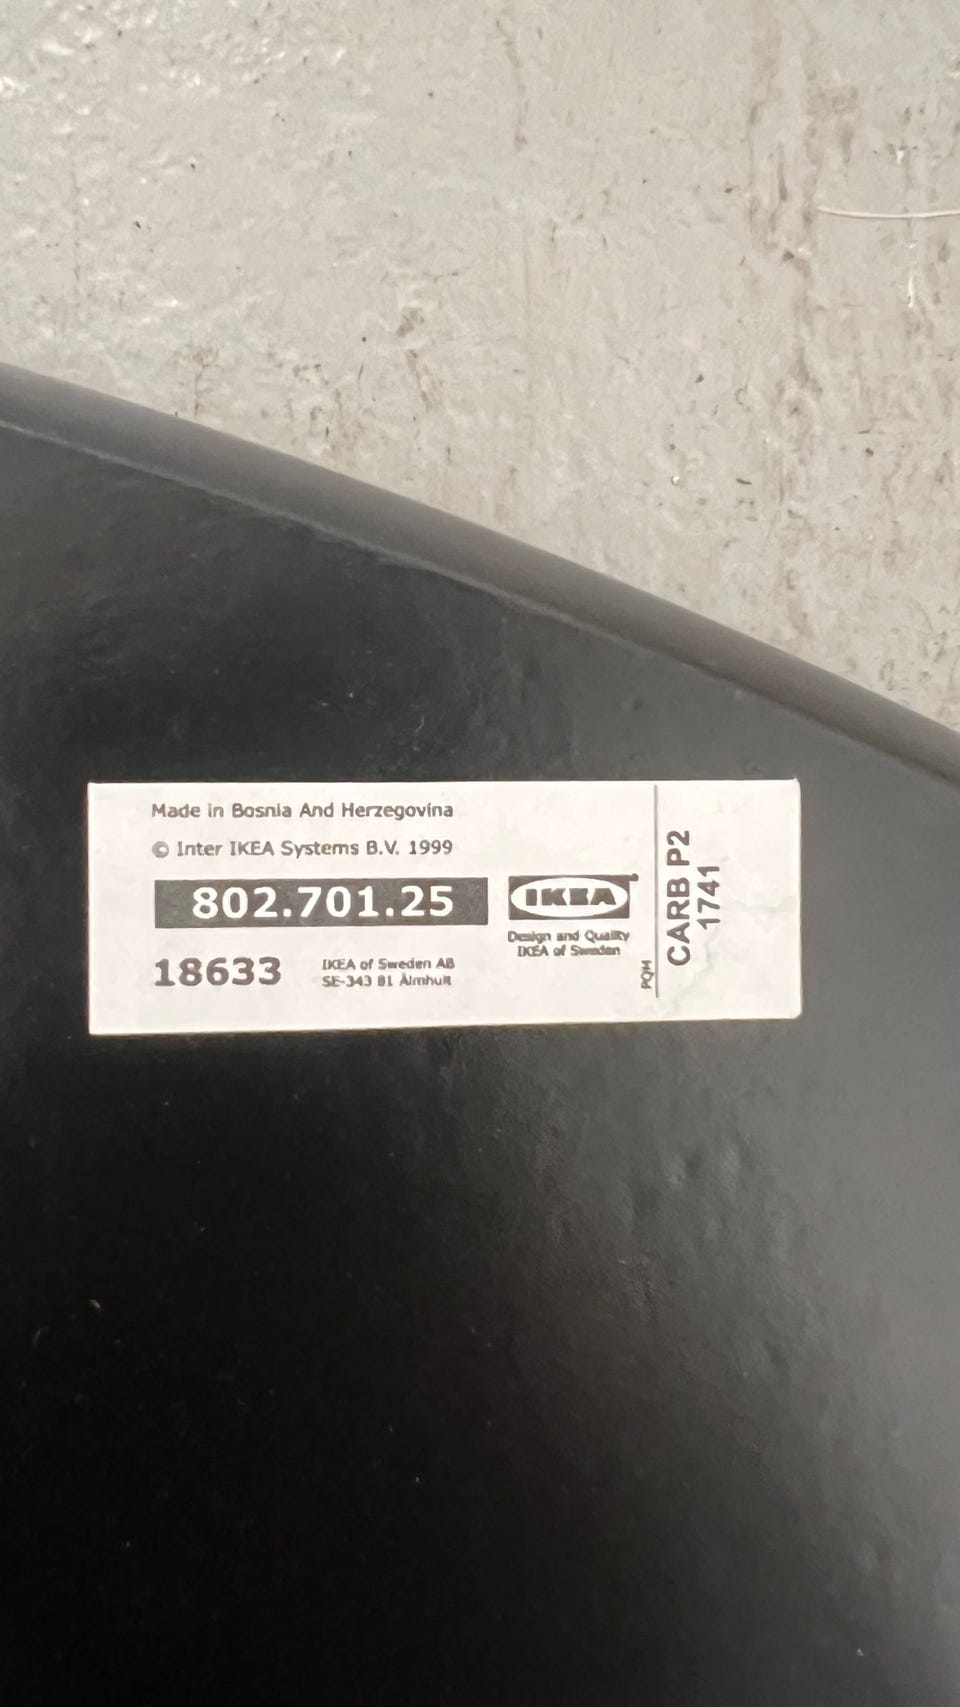 Made in Bosnia And Herzegovina
© Inter IKEA Systems B.V. 1999
802.701.25
18633
IKEA of Sweden AB
SE-343 81 Älmhult
IKEA®
Design and Quality
IKEA of Sweden
PQM
CARB P2
1741